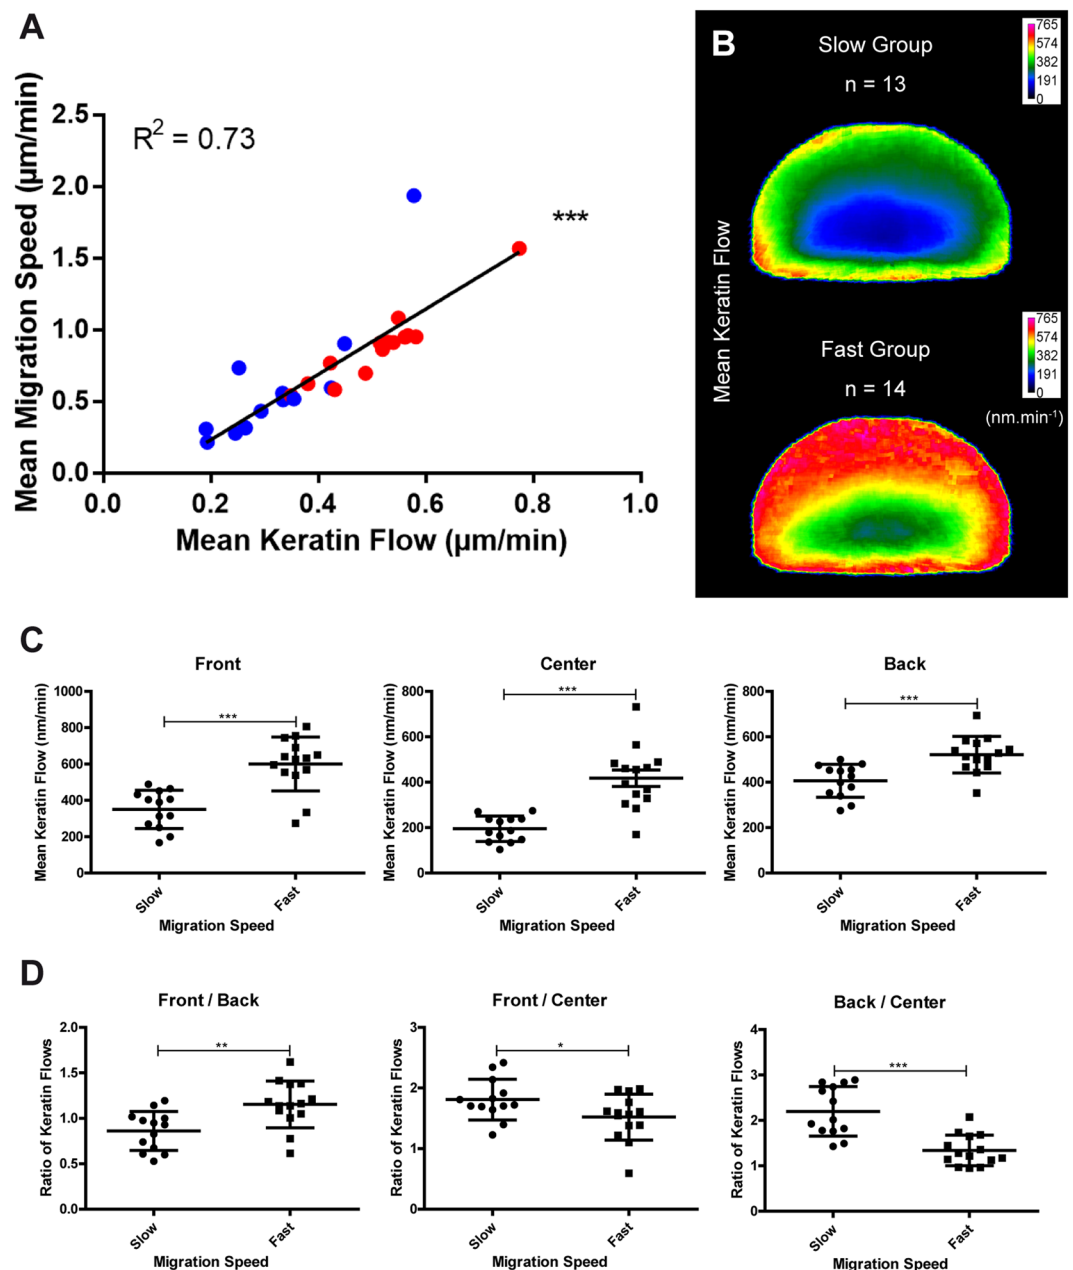 A
Mean Migration Speed (µm/min)
2.5
2.0
1.5
1.0
0.5
0.0
R2 = 0.73
***
0.0 0.2 0.4 0.6 0.8 1.0
Mean Keratin Flow (µm/min)
B
Slow Group
n = 13
765
574
382
191
0
Mean Keratin Flow
Fast Group
n = 14
765
574
382
191
0
(nm.min-1)
C
Front
Mean Keratin Flow (nm/min)
1000
800
600
400
200
0
***
Slow Fast
Migration Speed
Center
Mean Keratin Flow (nm/min)
800
600
400
200
0
***
Slow Fast
Migration Speed
Back
Mean Keratin Flow (nm/min)
800
600
400
200
0
***
Slow Fast
Migration Speed
D
Front / Back
Ratio of Keratin Flows
2.0
1.5
1.0
0.5
0.0
**
Slow Fast
Migration Speed
Front / Center
Ratio of Keratin Flows
3
2
1
0
*
Slow Fast
Migration Speed
Back / Center
Ratio of Keratin Flows
4
3
2
1
0
***
Slow Fast
Migration Speed